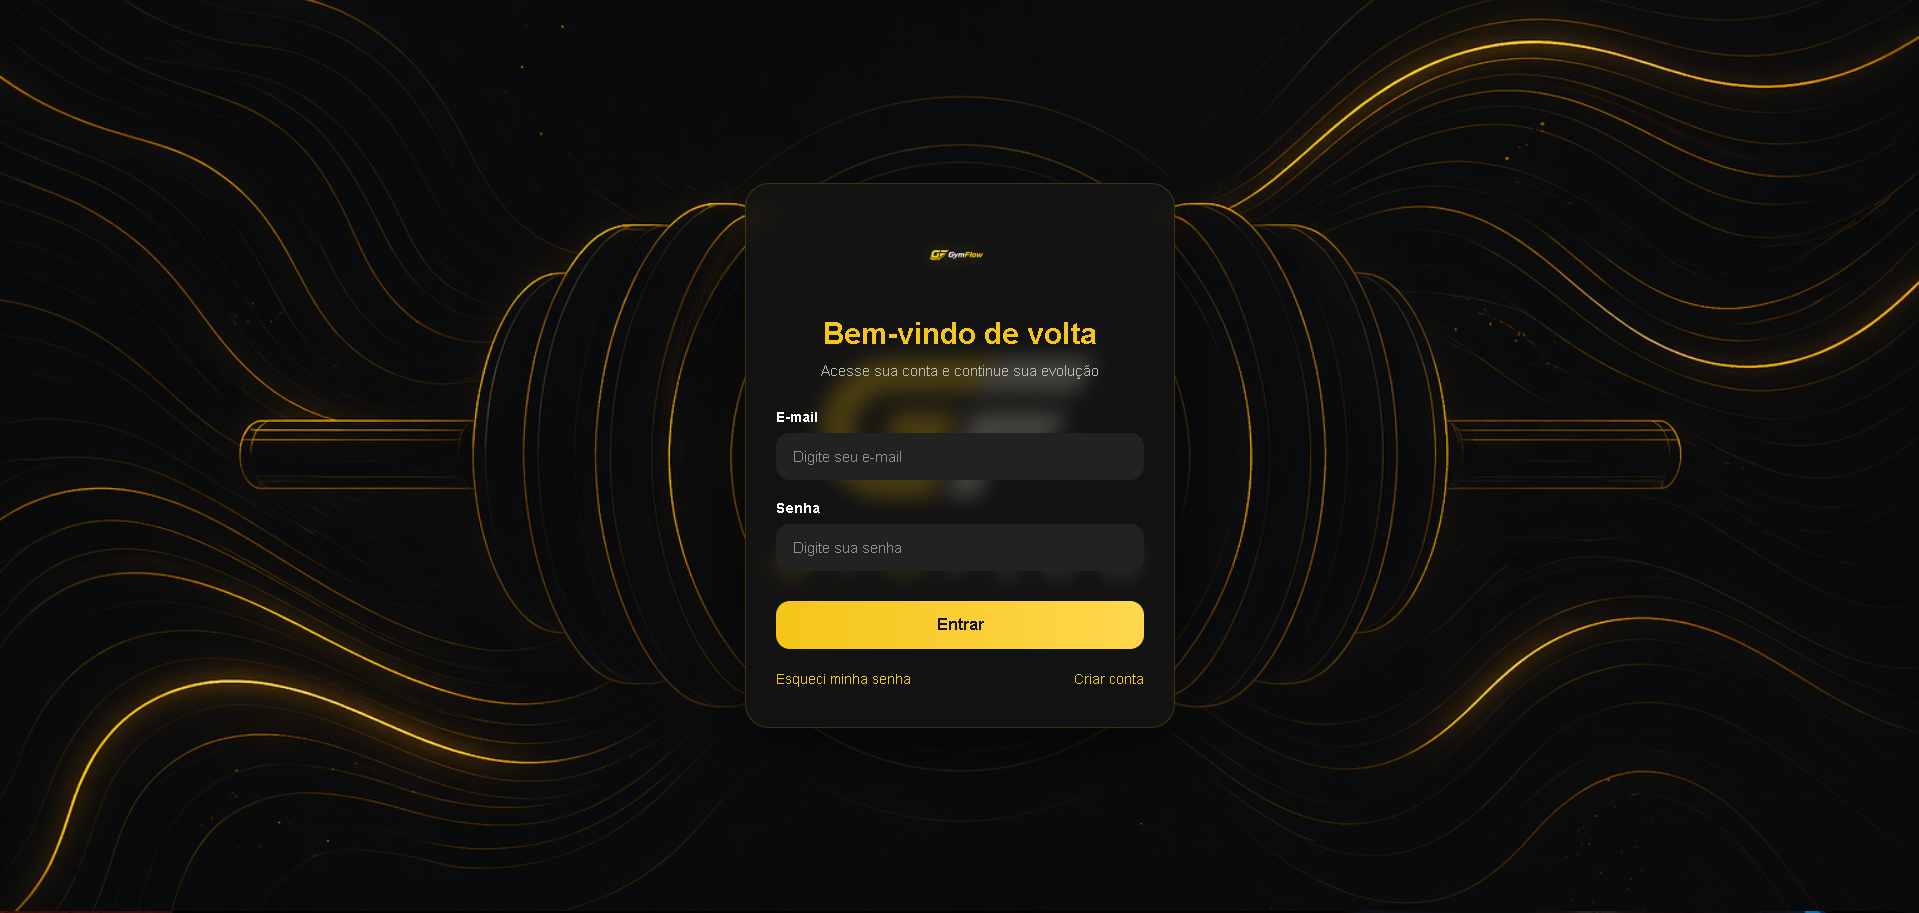 GF GymFlow
Bem-vindo de volta
Acesse sua conta e continue sua evolução
E-mail
Digite seu e-mail
Senha
Digite sua senha
Entrar
Esqueci minha senha
Criar conta